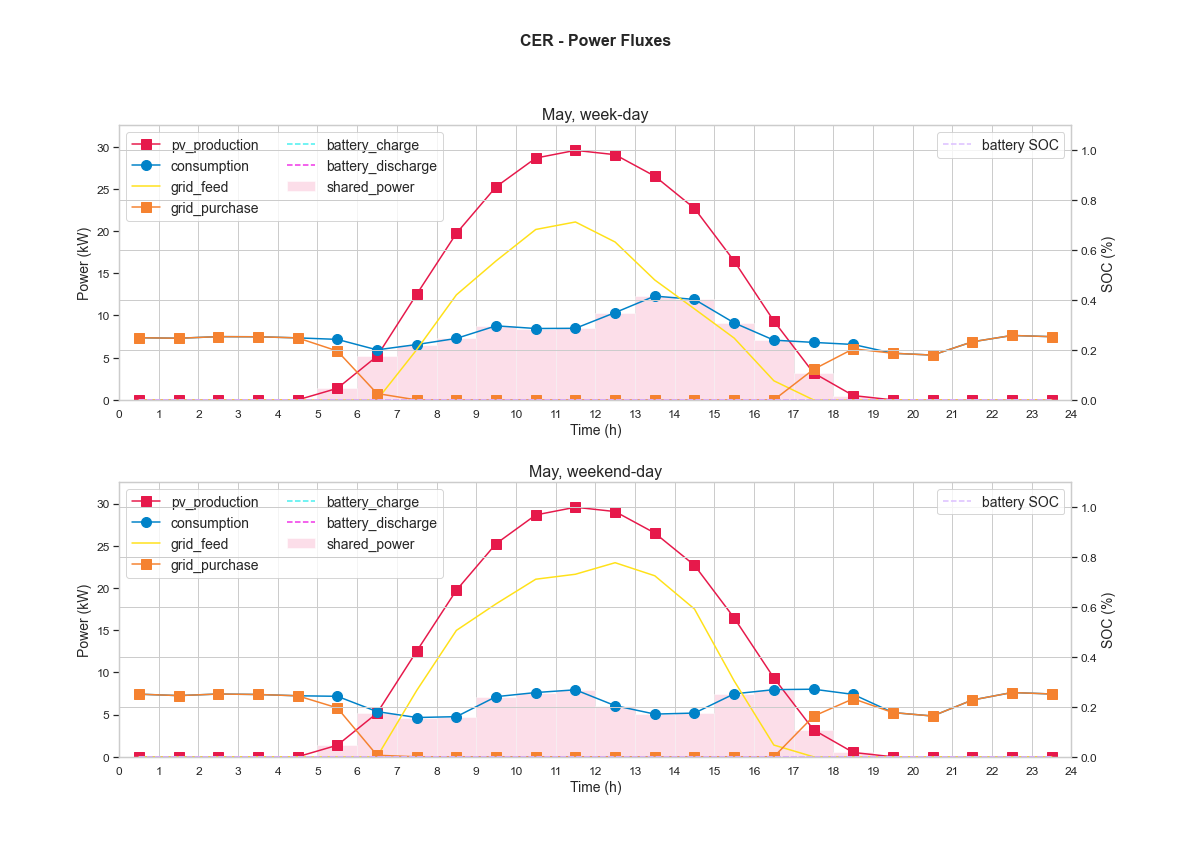 CER - Power Fluxes
May, week-day
pv_production
consumption
grid_feed
grid_purchase
battery_charge
battery_discharge
shared_power
battery SOC
Power (kW)
30
25
20
15
10
5
0
SOC (%)
1.0
0.8
0.6
0.4
0.2
0.0
0 1 2 3 4 5 6 7 8 9 10 11 12 13 14 15 16 17 18 19 20 21 22 23 24
Time (h)
May, weekend-day
pv_production
consumption
grid_feed
grid_purchase
battery_charge
battery_discharge
shared_power
battery SOC
Power (kW)
30
25
20
15
10
5
0
SOC (%)
1.0
0.8
0.6
0.4
0.2
0.0
0 1 2 3 4 5 6 7 8 9 10 11 12 13 14 15 16 17 18 19 20 21 22 23 24
Time (h)